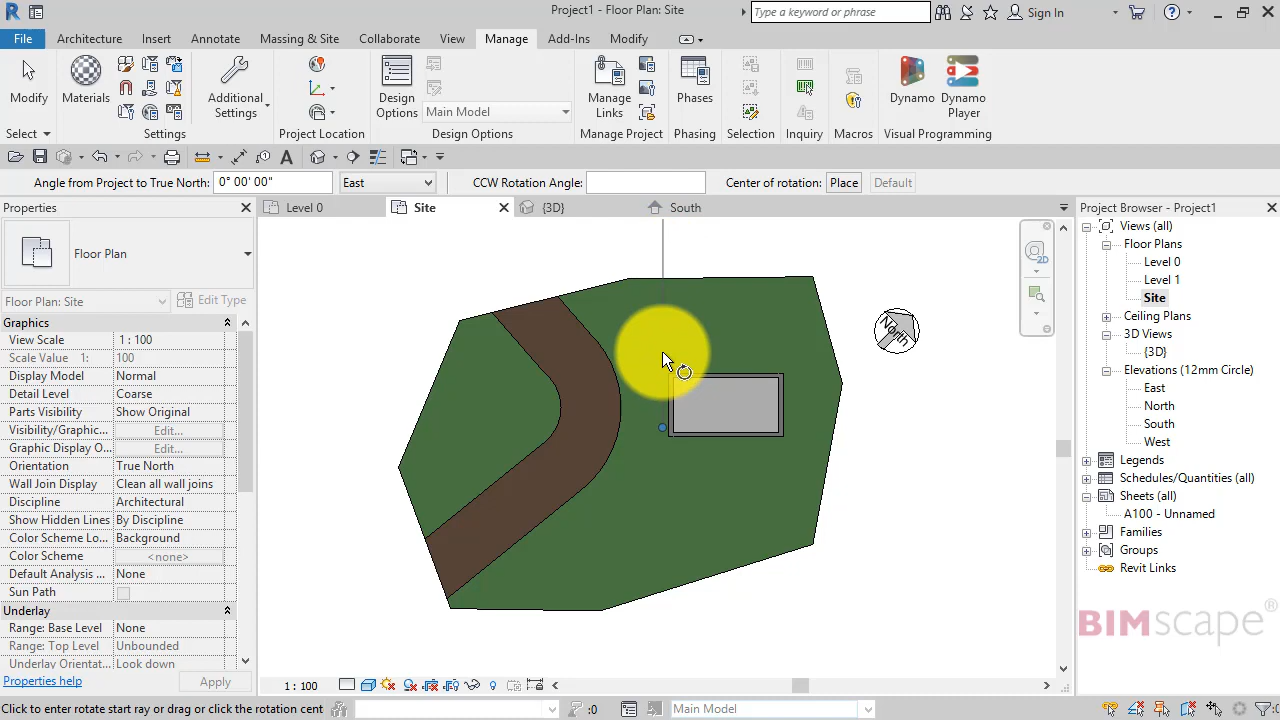 Project1 - Floor Plan: Site
Type a keyword or phrase
Sign In
File Architecture Insert Annotate Massing & Site Collaborate View Manage Add-Ins Modify
Modify
Materials
Additional Settings
Design Options
Main Model
Manage Links
Phases
Dynamo
Dynamo Player
Select
Settings
Project Location
Design Options
Manage Project
Phasing
Selection
Inquiry
Macros
Visual Programming
Angle from Project to True North: 0° 00' 00" East CCW Rotation Angle: Center of rotation: Place Default
Properties
Level 0
Site
{3D}
South
Project Browser - Project1
Floor Plan
Floor Plan: Site
Edit Type
Graphics
View Scale 1 : 100
Scale Value 1: 100
Display Model Normal
Detail Level Coarse
Parts Visibility Show Original
Visibility/Graphic... Edit...
Graphic Display O... Edit...
Orientation True North
Wall Join Display Clean all wall joins
Discipline Architectural
Show Hidden Lines By Discipline
Color Scheme Lo... Background
Color Scheme <none>
Default Analysis ... None
Sun Path
Underlay
Range: Base Level None
Range: Top Level Unbounded
Underlay Orientat... Look down
Properties help
Apply
North
2D
Views (all)
Floor Plans
Level 0
Level 1
Site
Ceiling Plans
3D Views
{3D}
Elevations (12mm Circle)
East
North
South
West
Legends
Schedules/Quantities (all)
Sheets (all)
A100 - Unnamed
Families
Groups
Revit Links
BIMscape®
1 : 100
Click to enter rotate start ray or drag or click the rotation cent
:0
Main Model
:0